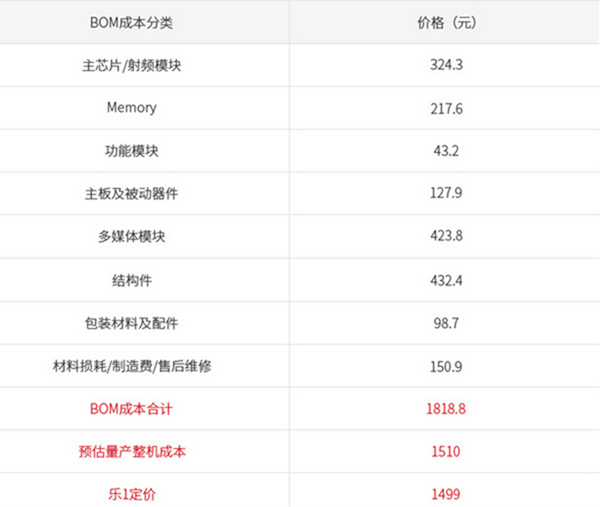 BOM成本分类 价格（元）
主芯片/射频模块 324.3
Memory 217.6
功能模块 43.2
主板及被动器件 127.9
多媒体模块 423.8
结构件 432.4
包装材料及配件 98.7
材料损耗/制造费/售后维修 150.9
BOM成本合计 1818.8
预估量产整机成本 1510
乐1定价 1499